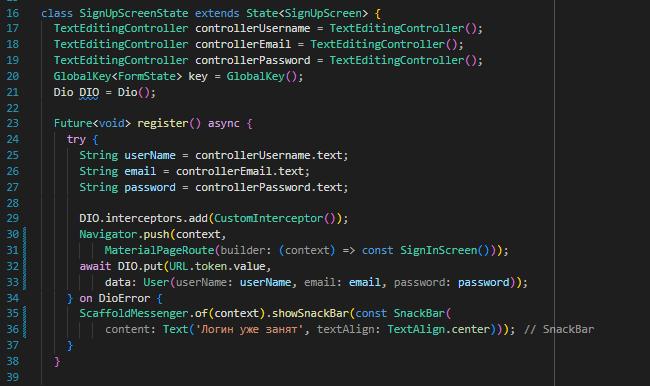 16 class SignUpScreenState extends State<SignUpScreen> {
17 TextEditingController controllerUsername = TextEditingController();
18 TextEditingController controllerEmail = TextEditingController();
19 TextEditingController controllerPassword = TextEditingController();
20 GlobalKey<FormState> key = GlobalKey();
21 Dio DIO = Dio();
22
23 Future<void> register() async {
24 try {
25 String userName = controllerUsername.text;
26 String email = controllerEmail.text;
27 String password = controllerPassword.text;
28
29 DIO.interceptors.add(CustomInterceptor());
30 Navigator.push(context,
31 MaterialPageRoute(builder: (context) => const SignInScreen()));
32 await DIO.put(URL.token.value,
33 data: User(userName: userName, email: email, password: password));
34 } on DioError {
35 ScaffoldMessenger.of(context).showSnackBar(const SnackBar(
36 content: Text('Логин уже занят', textAlign: TextAlign.center))); // SnackBar
37 }
38 }
39